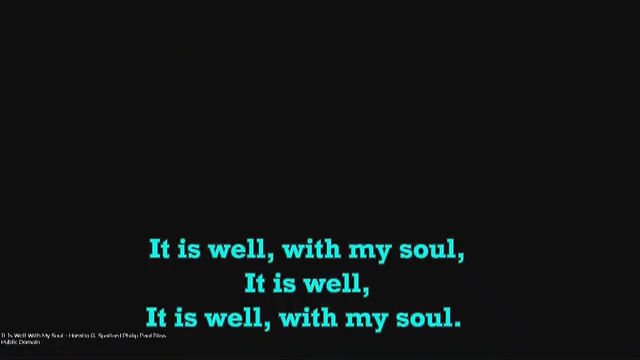 It is well, with my soul,
It is well,
It is well, with my soul.
It Is Well With My Soul - Horatio G. Spafford Philip Paul Bliss
Public Domain